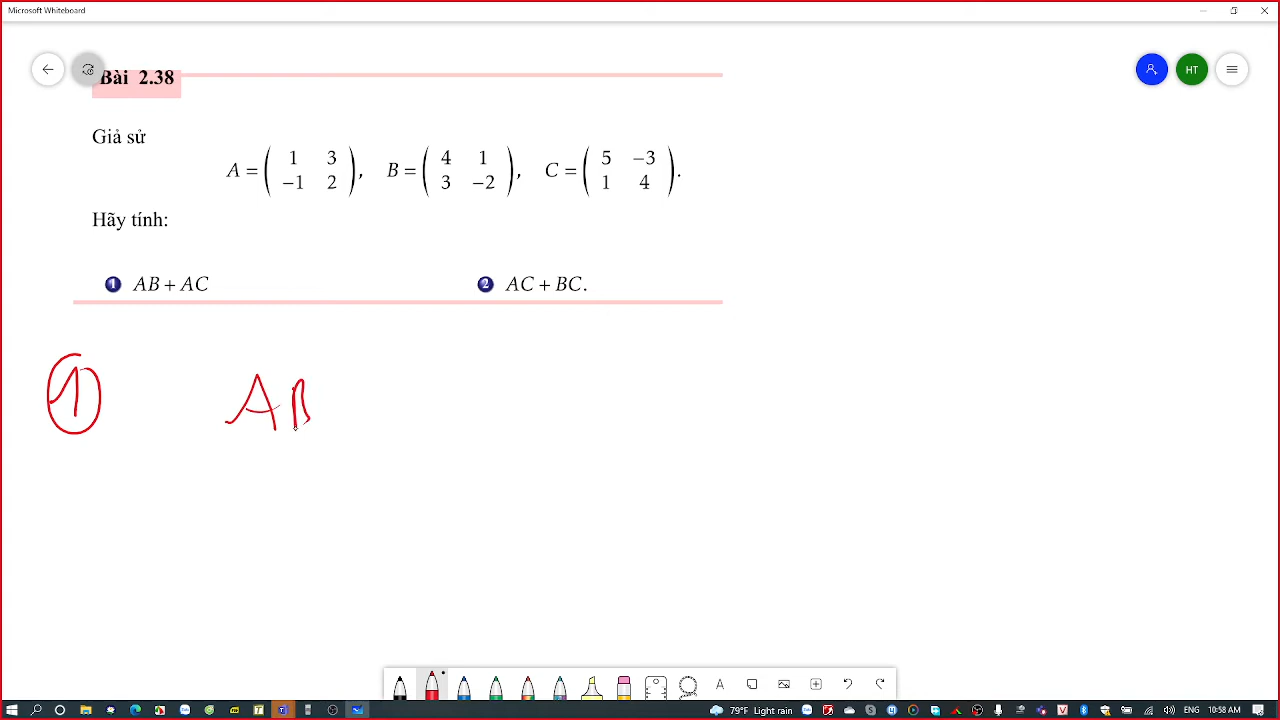 Microsoft Whiteboard
Bài 2.38
HT
Giả sử
A = ( 1 3 −1 2 ), B = ( 4 1 3 −2 ), C = ( 5 −3 1 4 ).
Hãy tính:
1 AB + AC
2 AC + BC.
1 AB
79°F Light rain
ENG
10:58 AM